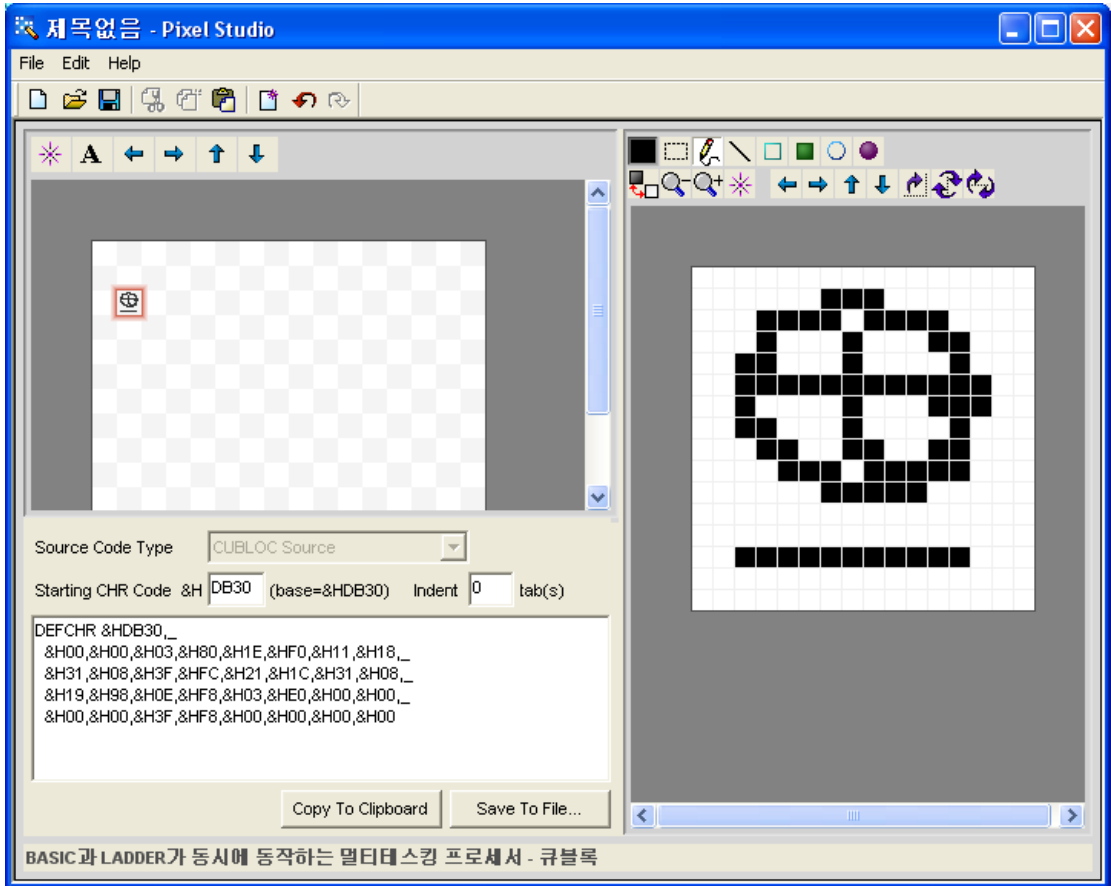 제목없음 - Pixel Studio
File Edit Help
A
Source Code Type CUBLOC Source
Starting CHR Code &H DB30 (base=&HDB30) Indent 0 tab(s)
DEFCHR &HDB30,_
&H00,&H00,&H03,&H80,&H1E,&HF0,&H11,&H18,_
&H31,&H08,&H3F,&HFC,&H21,&H1C,&H31,&H08,_
&H19,&H98,&H0E,&HF8,&H03,&HE0,&H00,&H00,_
&H00,&H00,&H3F,&HF8,&H00,&H00,&H00,&H00
Copy To Clipboard Save To File...
BASIC과 LADDER가 동시에 동작하는 멀티테스킹 프로세서 - 큐블록